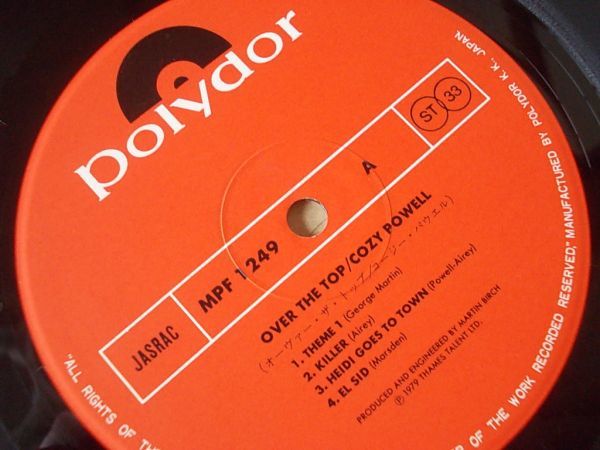 polydor
ST 33
A
JASRAC
MPF 1249
OVER THE TOP/COZY POWELL
(オーヴァー・ザ・トップ/コージー・パウエル)
1. THEME 1 (George Martin)
2. KILLER (Airey)
3. HEIDI GOES TO TOWN (Powell-Airey)
4. EL SID (Marsden)
PRODUCED AND ENGINEERED BY MARTIN BIRCH
Ⓟ 1979 THAMES TALENT LTD.
"ALL RIGHTS OF THE
OF THE WORK RECORDED RESERVED," MANUFACTURED BY POLYDOR K.K., JAPAN.